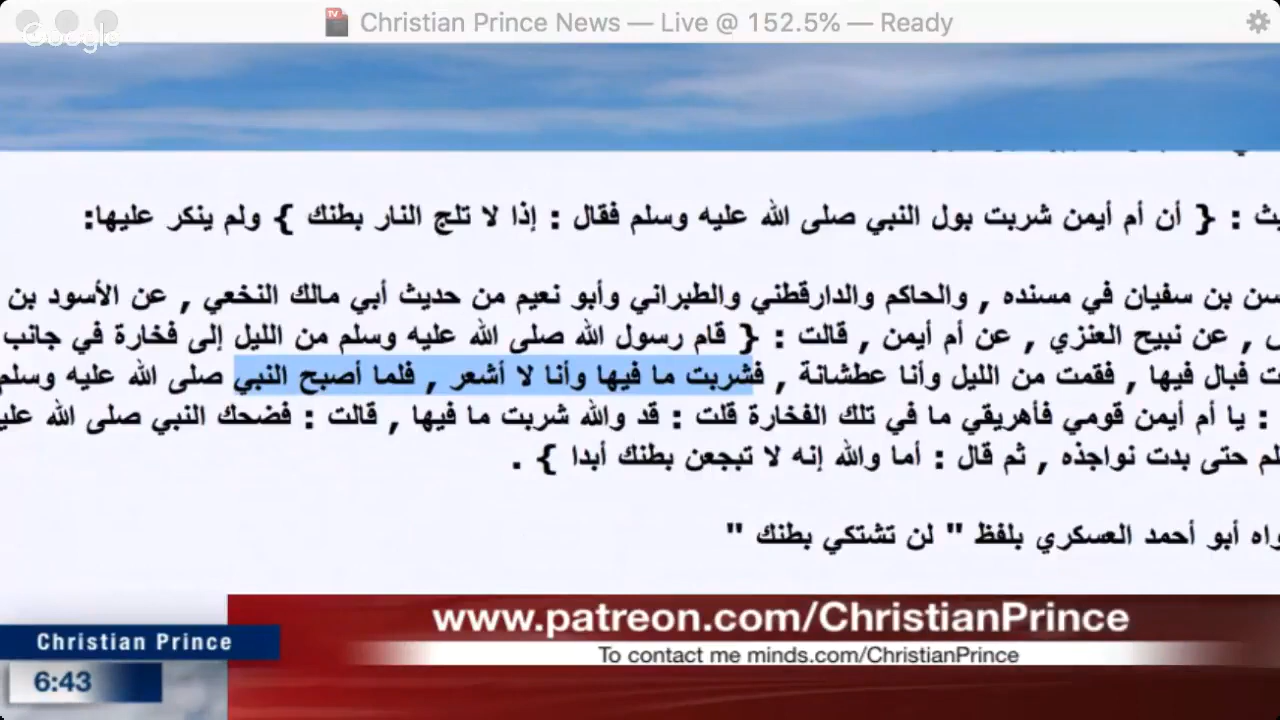 Christian Prince News — Live @ 152.5% — Ready
Google
يث : { أن أم أيمن شربت بول النبي صلى الله عليه وسلم فقال : إذا لا تلج النار بطنك } ولم ينكر عليها:
سن بن سفيان في مسنده , والحاكم والدارقطني والطبراني وأبو نعيم من حديث أبي مالك النخعي , عن الأسود بن
, عن نبيح العنزي , عن أم أيمن , قالت : { قام رسول الله صلى الله عليه وسلم من الليل إلى فخارة في جانب
ت فبال فيها , فقمت من الليل وأنا عطشانة , فشربت ما فيها وأنا لا أشعر , فلما أصبح النبي صلى الله عليه وسلم
: يا أم أيمن قومي فأهريقي ما في تلك الفخارة قلت : قد والله شربت ما فيها , قالت : فضحك النبي صلى الله علي
لم حتى بدت نواجذه , ثم قال : أما والله إنه لا تبجعن بطنك أبدا } .
واه أبو أحمد العسكري بلفظ " لن تشتكي بطنك "
www.patreon.com/ChristianPrince
To contact me minds.com/ChristianPrince
Christian Prince
6:43